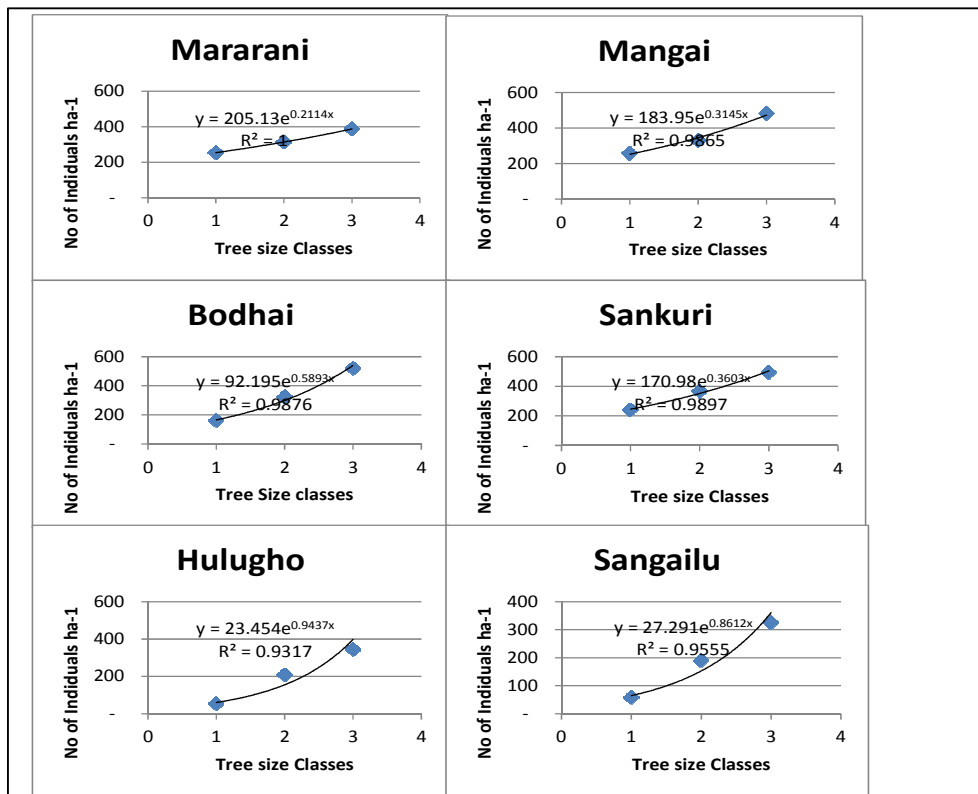 Mararani
No of Indiduals ha-1
600
400
200
-
y = 205.13e^0.2114x
R² = 1
0 1 2 3 4
Tree size Classes
Mangai
No of Indiduals ha-1
600
400
200
-
y = 183.95e^0.3145x
R² = 0.9865
0 1 2 3 4
Tree size Classes
Bodhai
No of Indiduals ha-1
600
400
200
-
y = 92.195e^0.5893x
R² = 0.9876
0 1 2 3 4
Tree Size classes
Sankuri
No of Indiduals ha-1
600
400
200
-
y = 170.98e^0.3603x
R² = 0.9897
0 1 2 3 4
Tree size Classes
Hulugho
No of Indiduals ha-1
600
400
200
-
y = 23.454e^0.9437x
R² = 0.9317
0 1 2 3 4
Tree size Classes
Sangailu
No of Indiduals ha-1
400
300
200
100
-
y = 27.291e^0.8612x
R² = 0.9555
0 1 2 3 4
Tree size Classes